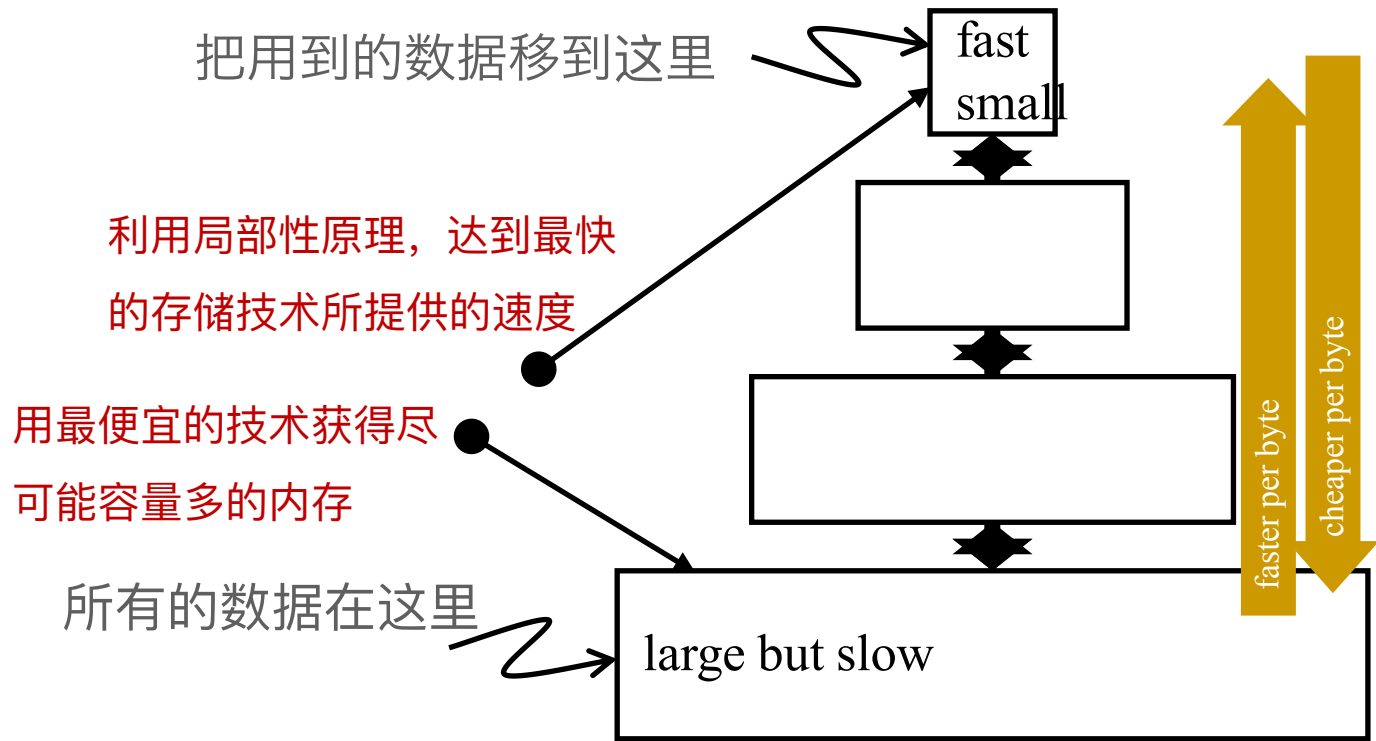 把用到的数据移到这里
fast
small
利用局部性原理，达到最快
的存储技术所提供的速度
用最便宜的技术获得尽
可能容量多的内存
所有的数据在这里
large but slow
faster per byte
cheaper per byte